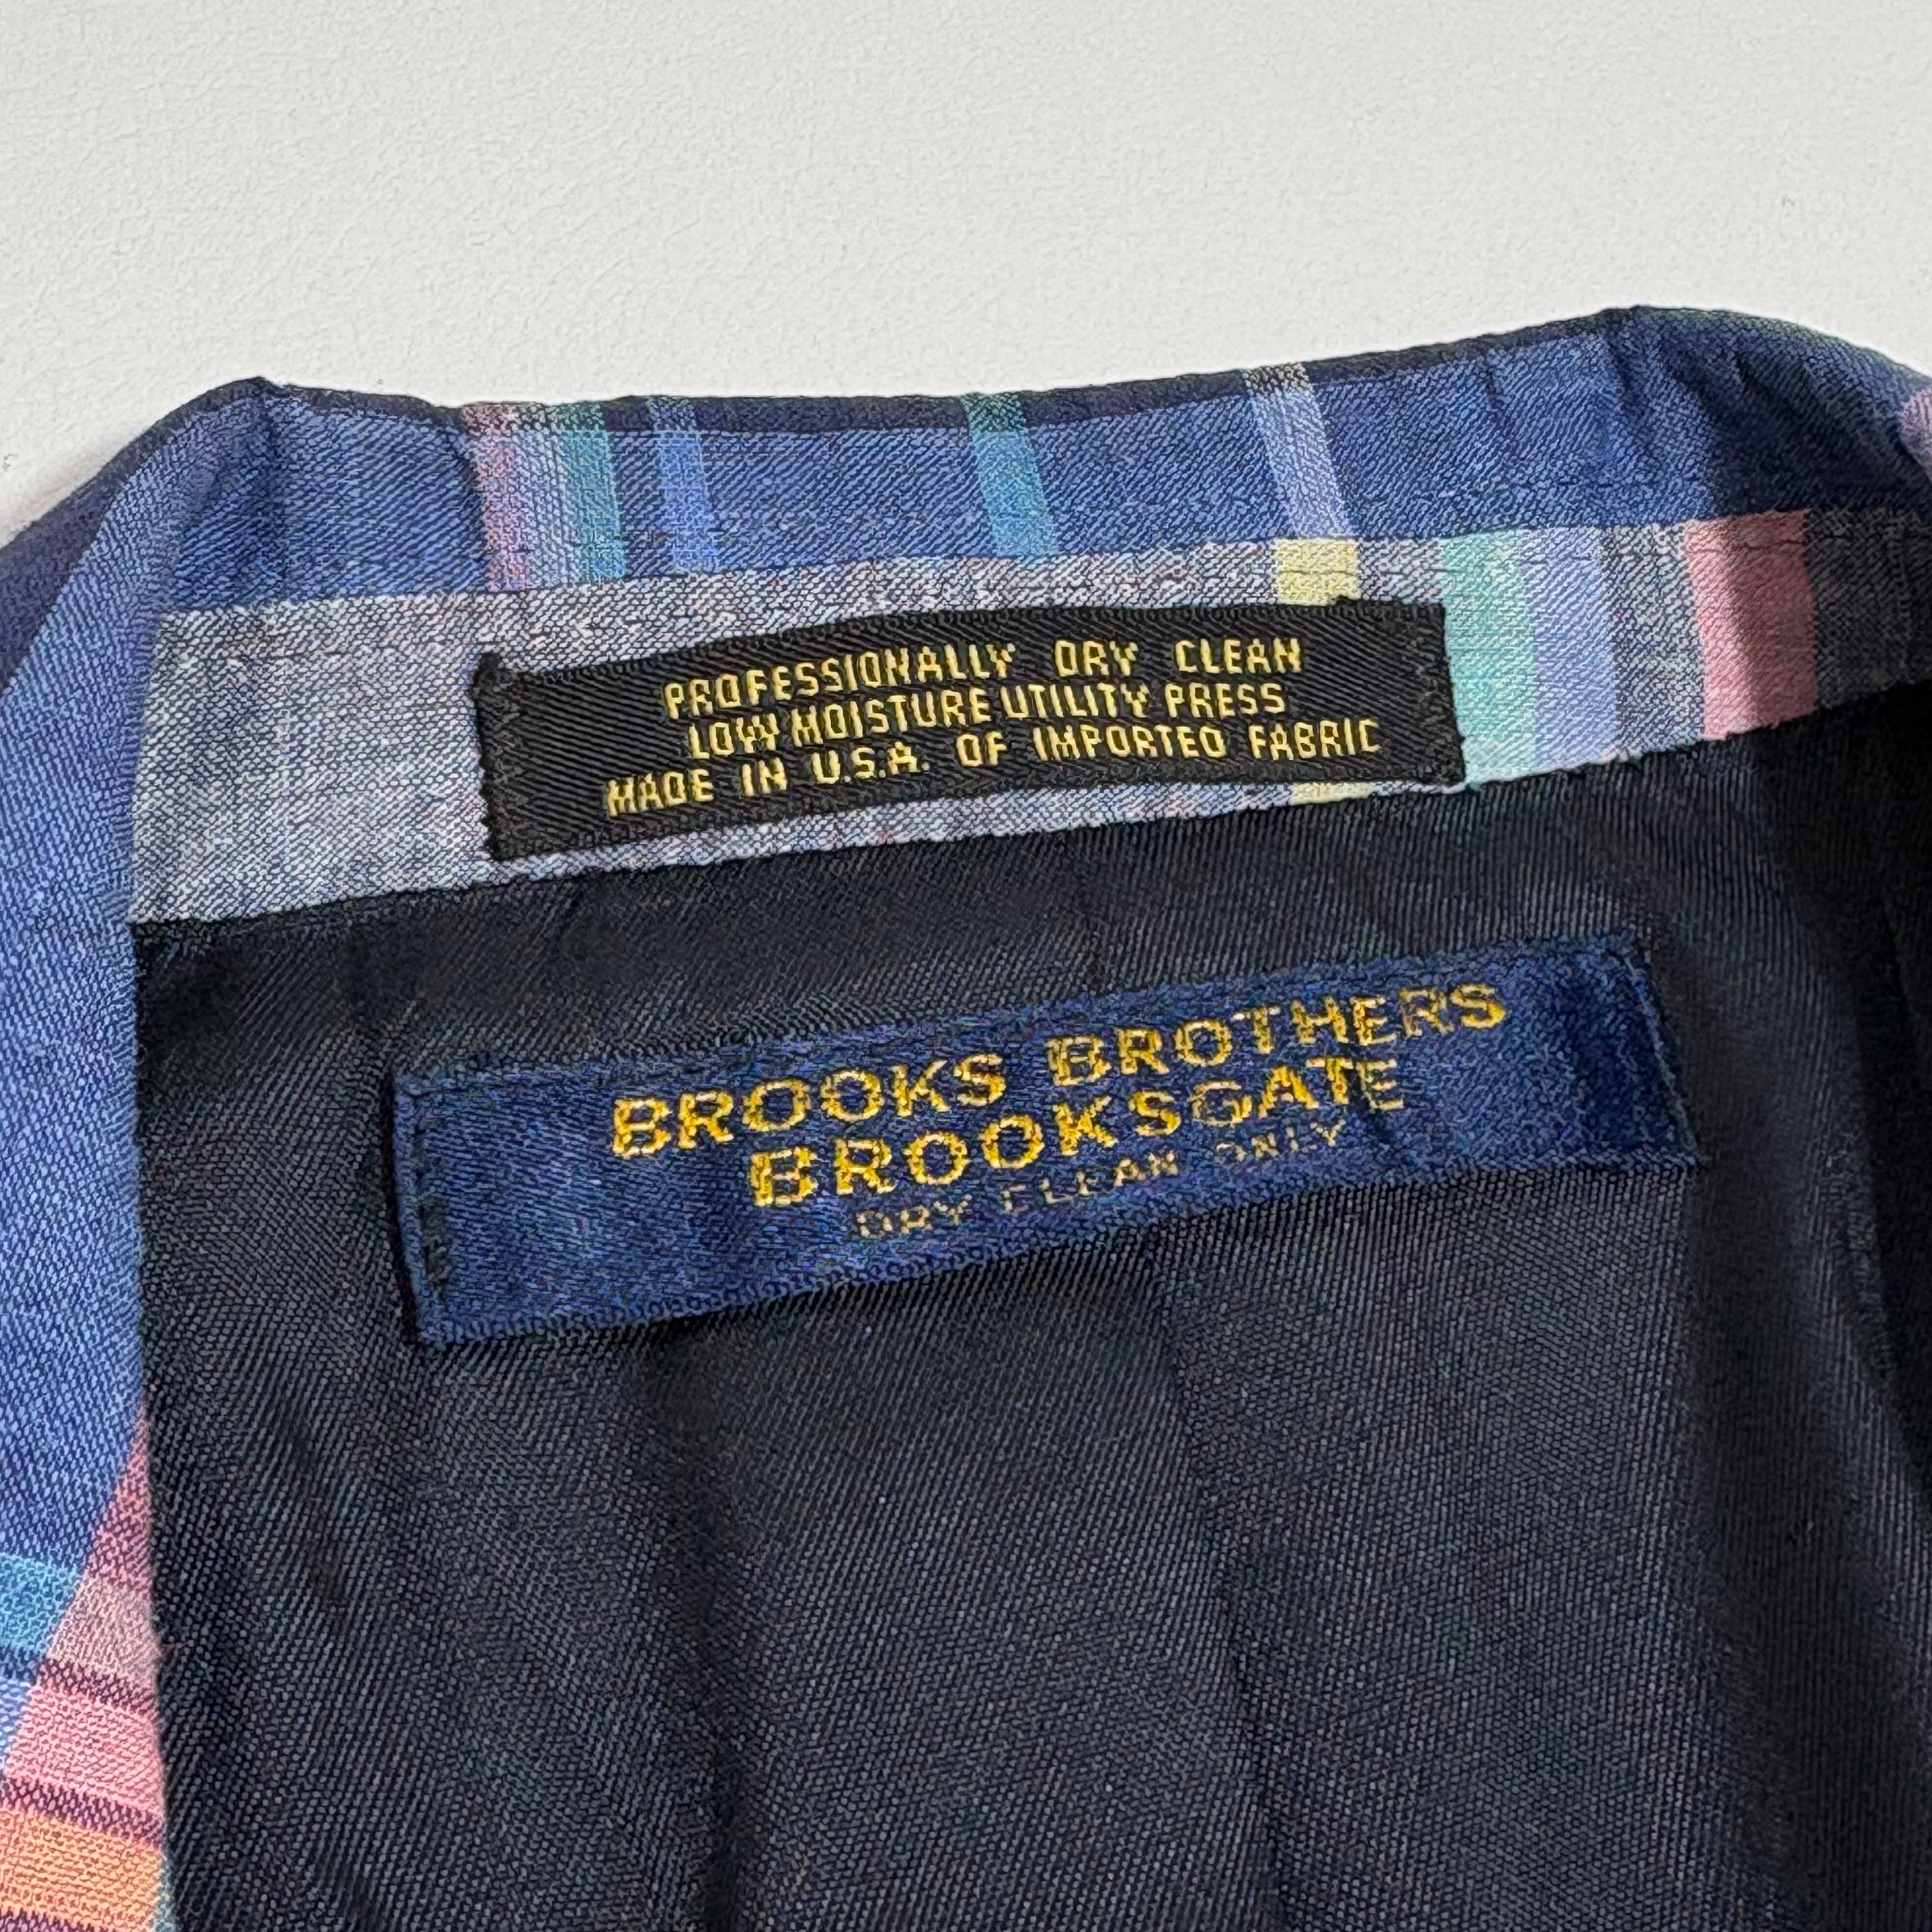 PROFESSIONALLY DRY CLEAN
LOW MOISTURE UTILITY PRESS
MADE IN U.S.A. OF IMPORTED FABRIC
BROOKS BROTHERS
BROOKSGATE
DRY CLEAN ONLY